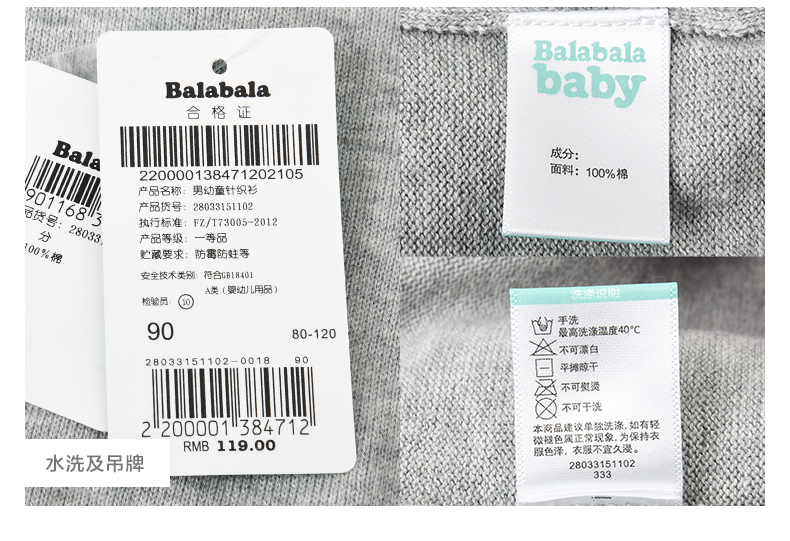 Balabala
合格证
220000138471202105
产品名称: 男幼童针织衫
产品货号: 28033151102
执行标准: FZ/T73005-2012
产品等级: 一等品
贮藏要求: 防霉防蛀等
安全技术类别: 符合GB18401
A类(婴幼儿用品)
检验员: 10
90 80-120
28033151102-0018 90
2 200001 384712
RMB 119.00
Balab
901168 3
品货号: 28033
分
100%棉
水洗及吊牌
Balabala
baby
成分:
面料: 100%棉
洗涤说明
手洗
最高洗涤温度40℃
不可漂白
平摊晾干
不可熨烫
不可干洗
本商品建议单独洗涤, 如有轻
微褪色属正常现象, 为保持衣
服色泽, 衣服不宜久浸。
28033151102
333